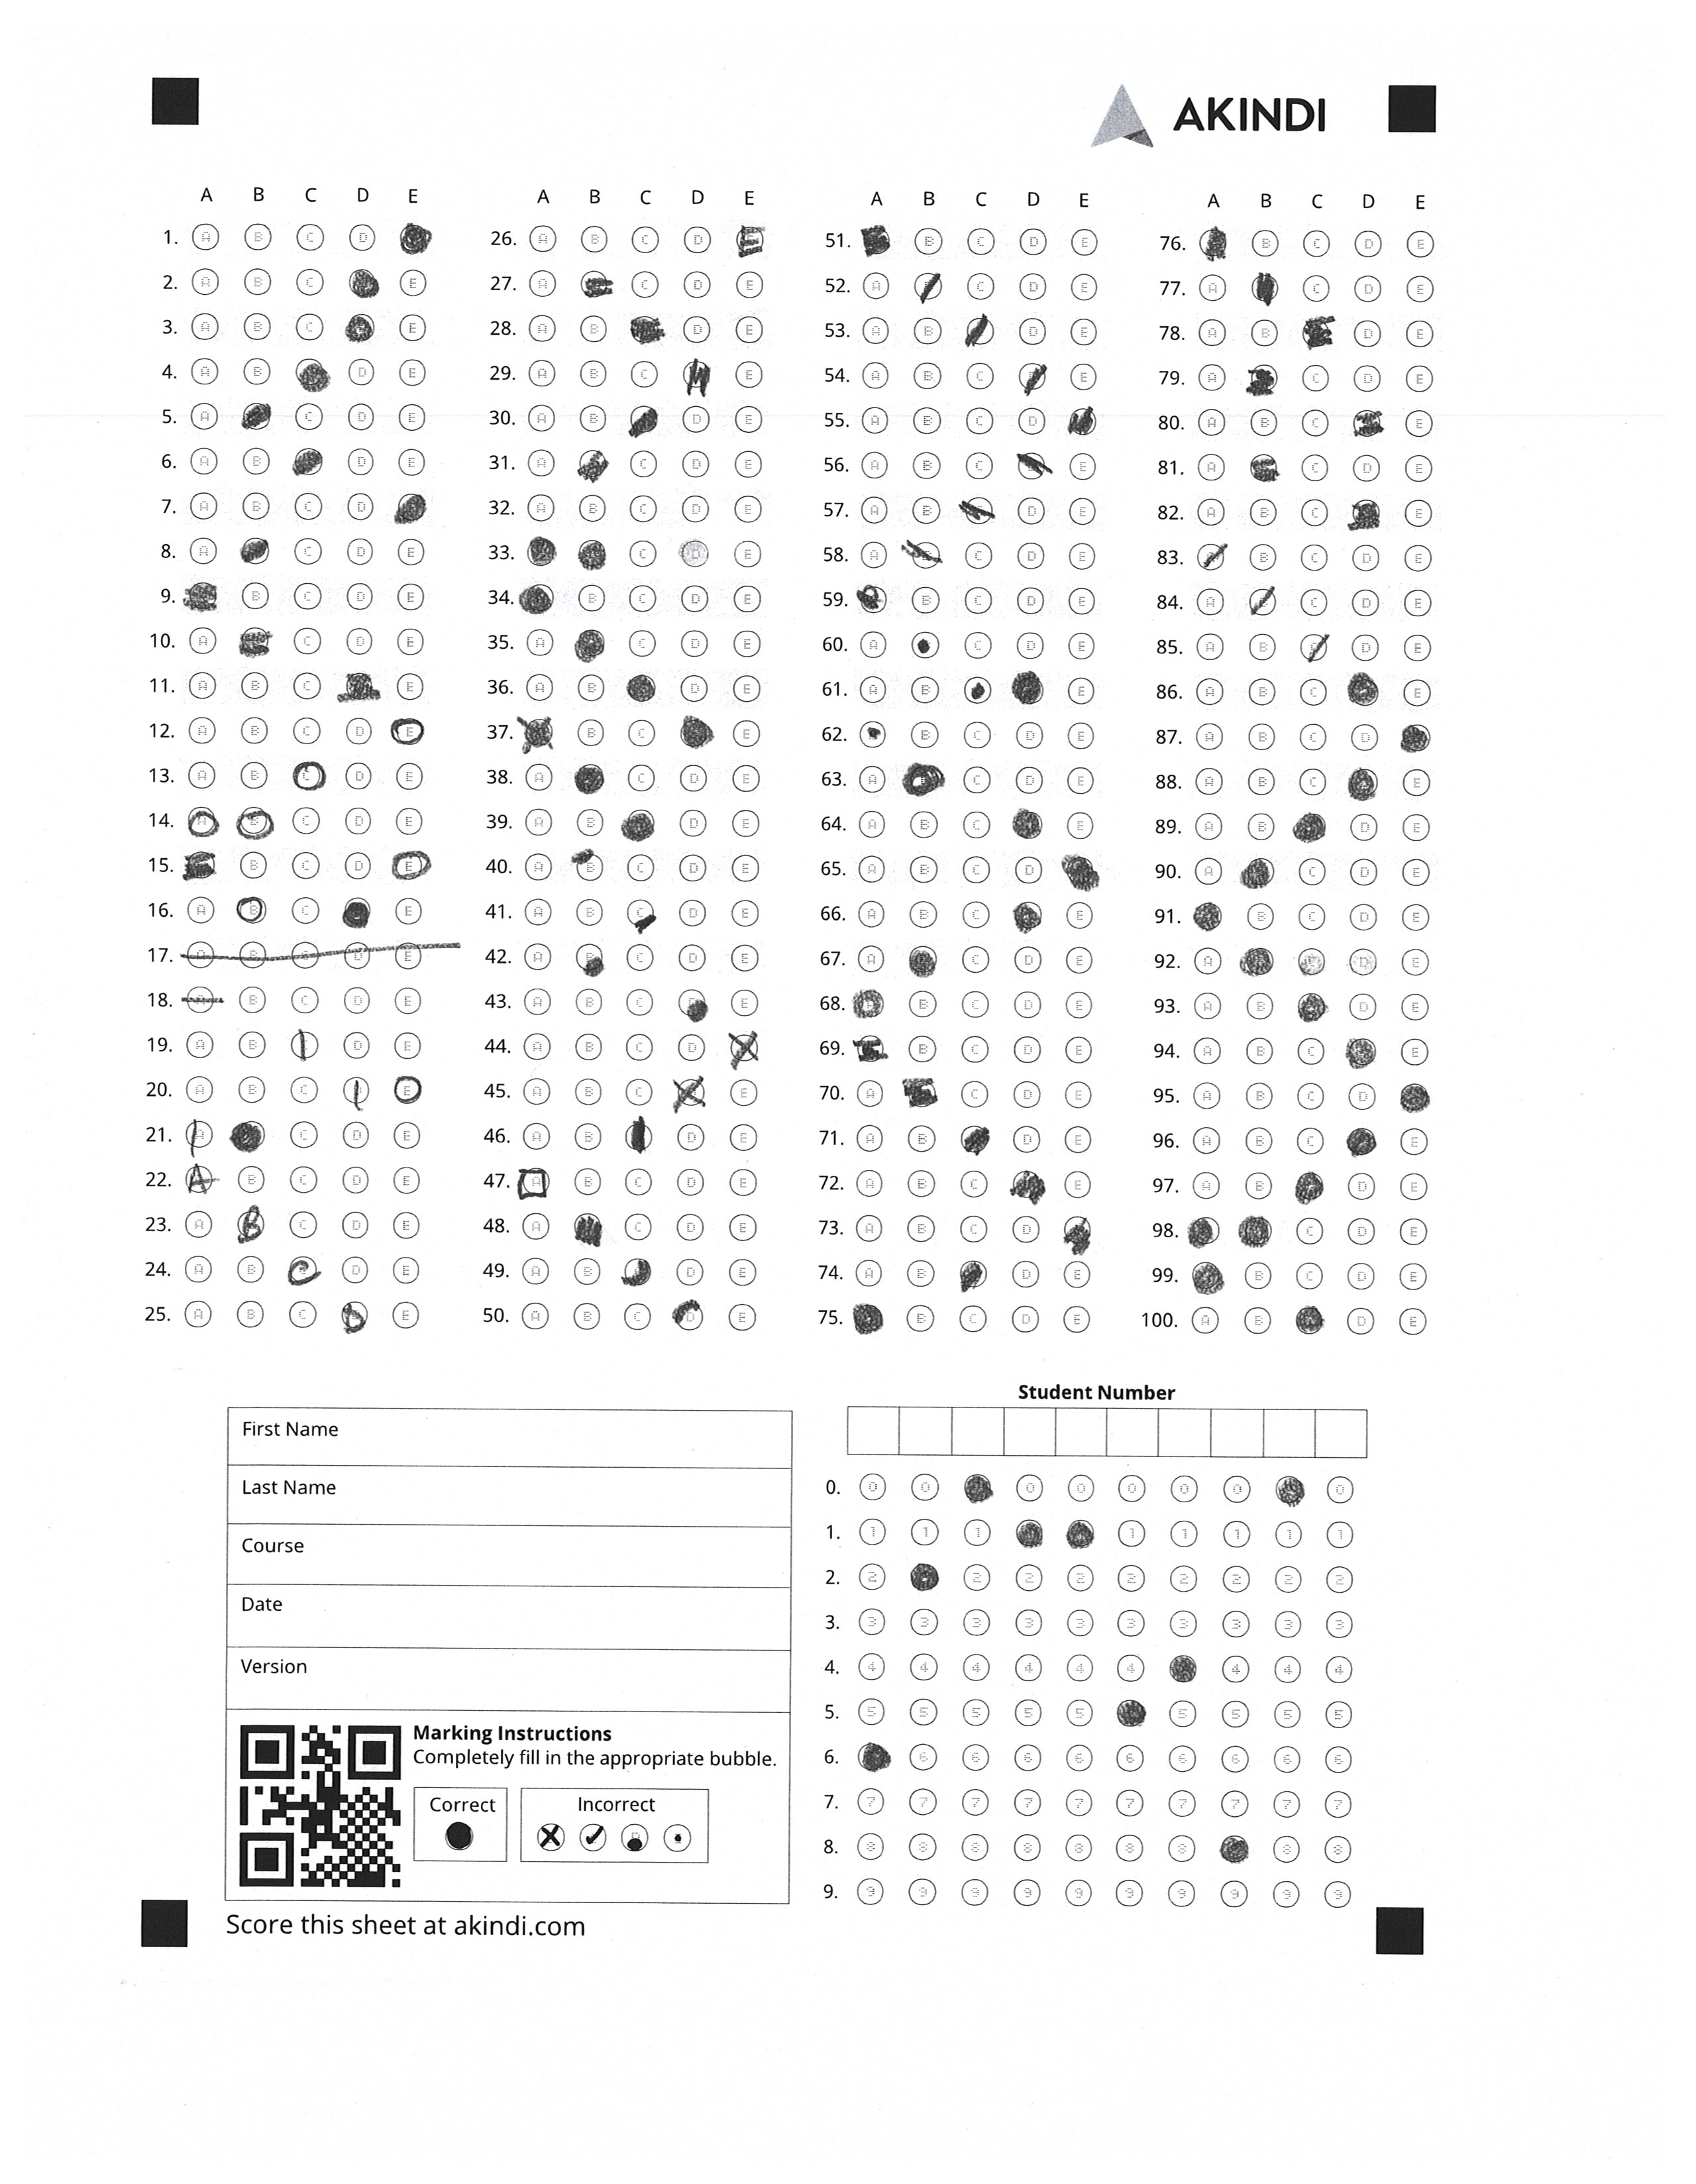 AKINDI
A B C D E A B C D E A B C D E A B C D E
1. A B C D 26. A B C D E 51. B C D E 76. B C D E
2. A B C E 27. A C D E 52. A C D E 77. A C D E
3. A B C E 28. A B D E 53. A B D E 78. A B D E
4. A B D E 29. A B C E 54. A B C E 79. A C D E
5. A C D E 30. A B D E 55. A B C D 80. A B C E
6. A B D E 31. A C D E 56. A B C E 81. A C D E
7. A B C D 32. A B C D E 57. A B D E 82. A B C E
8. A C D E 33. C D E 58. A C D E 83. B C D E
9. B C D E 34. B C D E 59. B C D E 84. A C D E
10. A C D E 35. A C D E 60. A C D E 85. A B D E
11. A B C E 36. A B D E 61. A B E 86. A B C E
12. A B C D E 37. B C E 62. B C D E 87. A B C D
13. A B C D E 38. A C D E 63. A C D E 88. A B C E
14. A B C D E 39. A B D E 64. A B C E 89. A B D E
15. B C D E 40. A B C D E 65. A B C D 90. A C D E
16. A B C E 41. A B C D E 66. A B C E 91. B C D E
17. A B C D E 42. A B C D E 67. A C D E 92. A C D E
18. A B C D E 43. A B C D E 68. B C D E 93. A B D E
19. A B D E 44. A B C D 69. B C D E 94. A B C E
20. A B C E 45. A B C E 70. A C D E 95. A B C D
21. A C D E 46. A B D E 71. A B D E 96. A B C E
22. A B C D E 47. A B C D E 72. A B C E 97. A B D E
23. A B C D E 48. A C D E 73. A B C D 98. C D E
24. A B C D E 49. A B D E 74. A B D E 99. B C D E
25. A B C D E 50. A B C D E 75. B C D E 100. A B D E
Student Number
First Name
Last Name
Course
Date
Version
0. 0 0 0 0 0 0 0 0
1. 1 1 1 1 1 1 1 1
2. 2 2 2 2 2 2 2 2 2
3. 3 3 3 3 3 3 3 3 3 3
4. 4 4 4 4 4 4 4 4 4
5. 5 5 5 5 5 5 5 5 5
6. 6 6 6 6 6 6 6 6 6
7. 7 7 7 7 7 7 7 7 7 7
8. 8 8 8 8 8 8 8 8 8
9. 9 9 9 9 9 9 9 9 9 9
Marking Instructions
Completely fill in the appropriate bubble.
Correct
Incorrect
Score this sheet at akindi.com